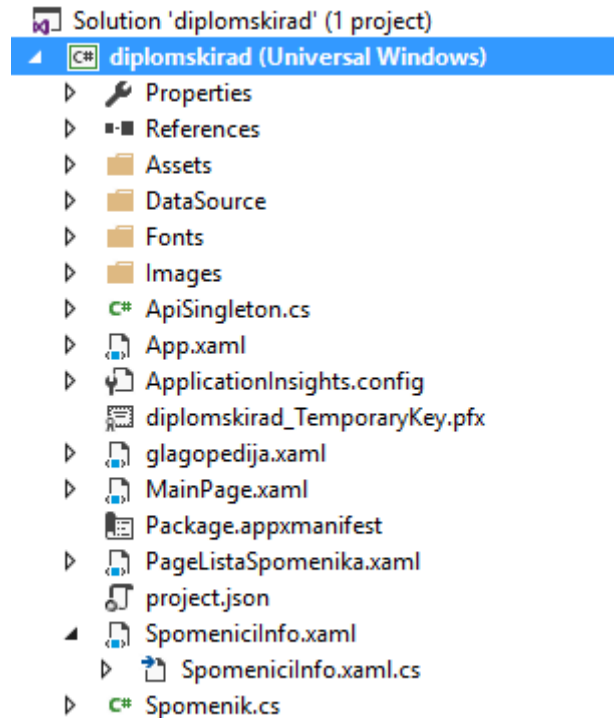 Solution 'diplomskirad' (1 project)
C# diplomskirad (Universal Windows)
Properties
References
Assets
DataSource
Fonts
Images
C# ApiSingleton.cs
App.xaml
ApplicationInsights.config
diplomskirad_TemporaryKey.pfx
glagopedija.xaml
MainPage.xaml
Package.appxmanifest
PageListaSpomenika.xaml
project.json
SpomeniciInfo.xaml
SpomeniciInfo.xaml.cs
C# Spomenik.cs